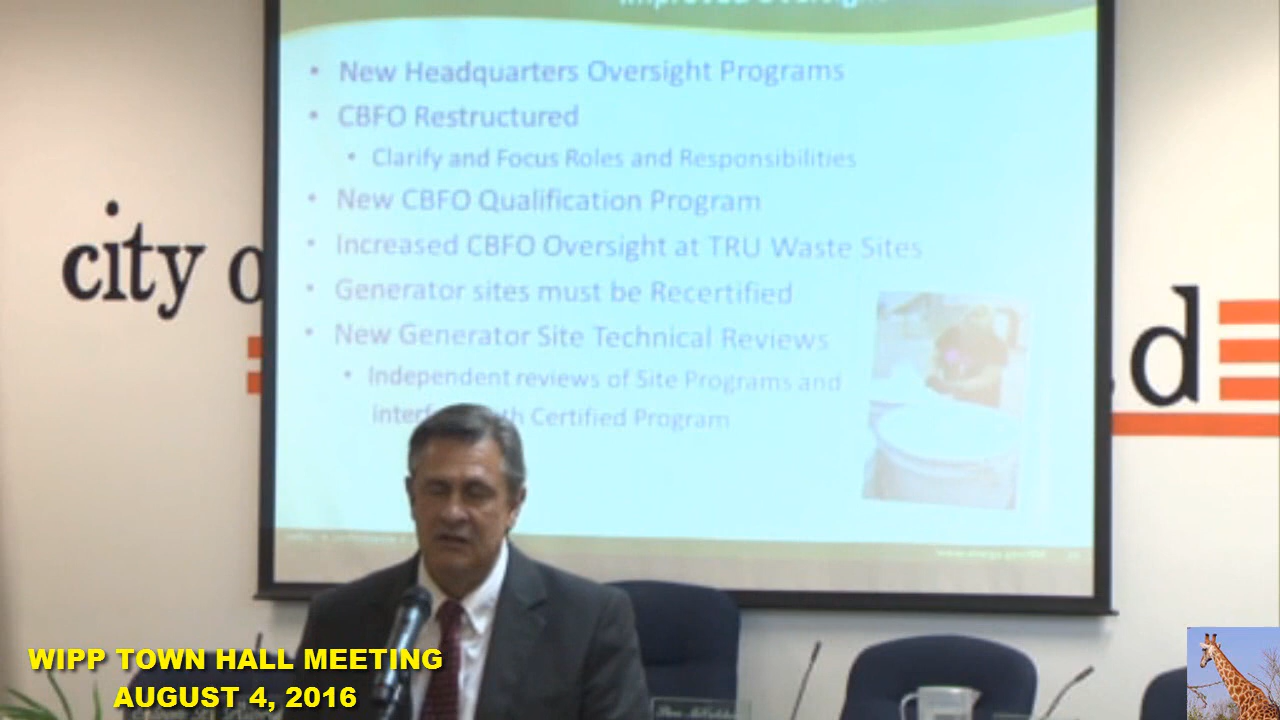 Improved Oversight
• New Headquarters Oversight Programs
• CBFO Restructured
• Clarify and Focus Roles and Responsibilities
• New CBFO Qualification Program
• Increased CBFO Oversight at TRU Waste Sites
• Generator sites must be Recertified
• New Generator Site Technical Reviews
• Independent reviews of Site Programs and
Certified Program
city
d
WIPP TOWN HALL MEETING
AUGUST 4, 2016